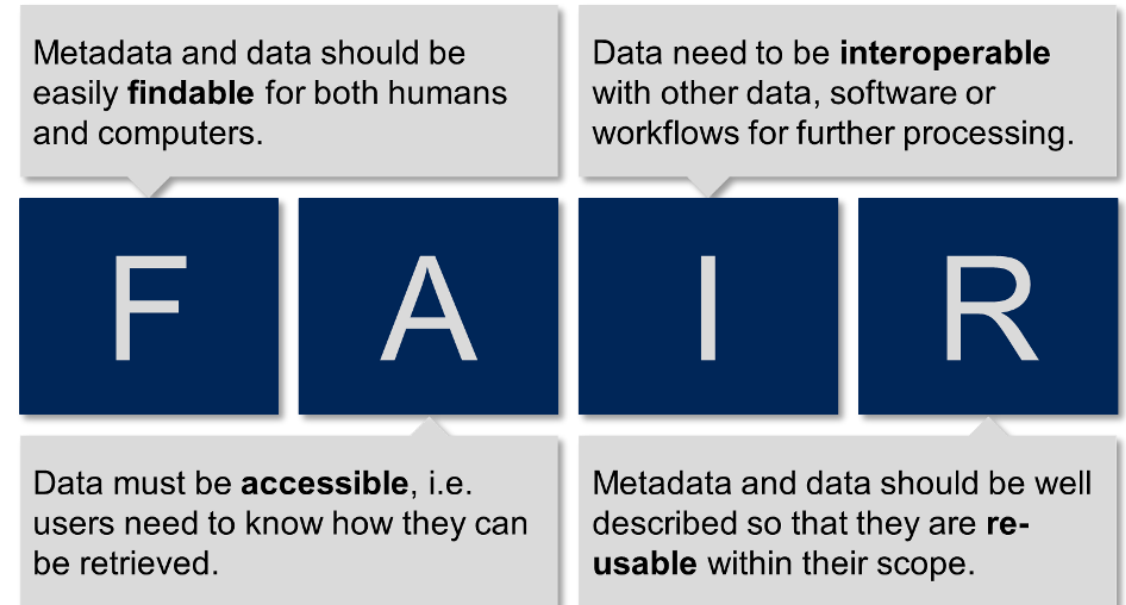 Metadata and data should be
easily findable for both humans
and computers.
Data need to be interoperable
with other data, software or
workflows for further processing.
F A I R
Data must be accessible, i.e.
users need to know how they can
be retrieved.
Metadata and data should be well
described so that they are re-
usable within their scope.